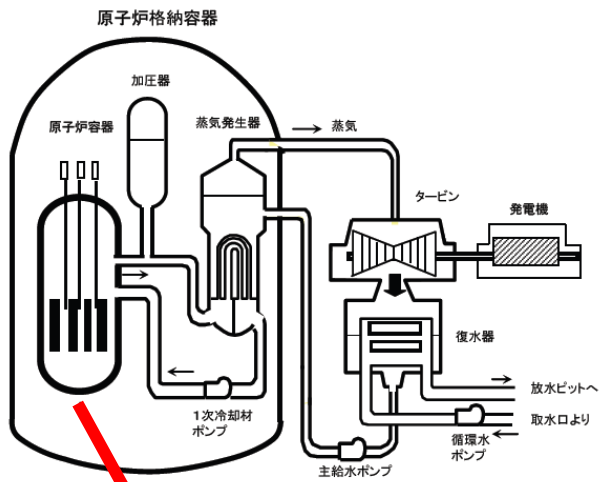 原子炉格納容器
加圧器
原子炉容器
蒸気発生器
蒸気
タービン
発電機
復水器
放水ピットへ
取水口より
循環水
ポンプ
1次冷却材
ポンプ
主給水ポンプ